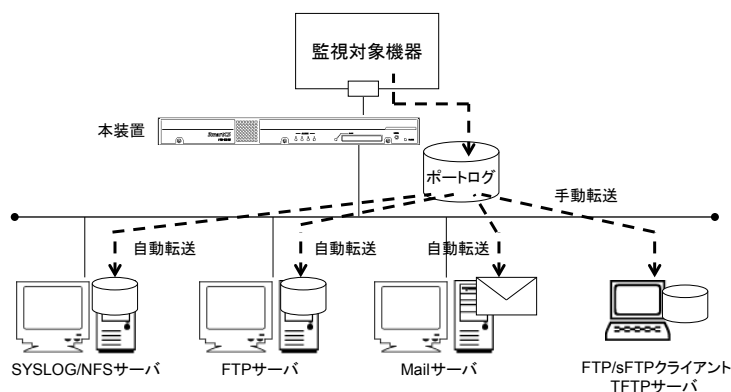 監視対象機器
本装置
ポートログ
手動転送
自動転送
自動転送
自動転送
SYSLOG/NFSサーバ
FTPサーバ
Mailサーバ
FTP/sFTPクライアント
TFTPサーバ